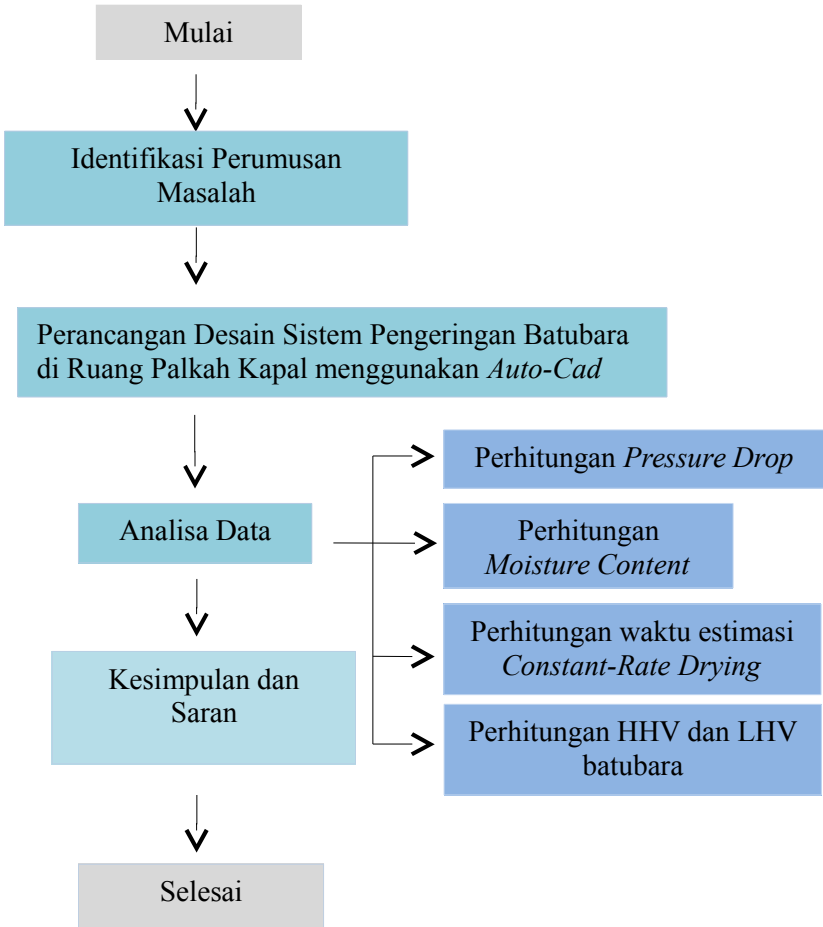 Mulai
Identifikasi Perumusan
Masalah
Perancangan Desain Sistem Pengeringan Batubara
di Ruang Palkah Kapal menggunakan Auto-Cad
Analisa Data
Perhitungan Pressure Drop
Perhitungan
Moisture Content
Perhitungan waktu estimasi
Constant-Rate Drying
Perhitungan HHV dan LHV
batubara
Kesimpulan dan
Saran
Selesai